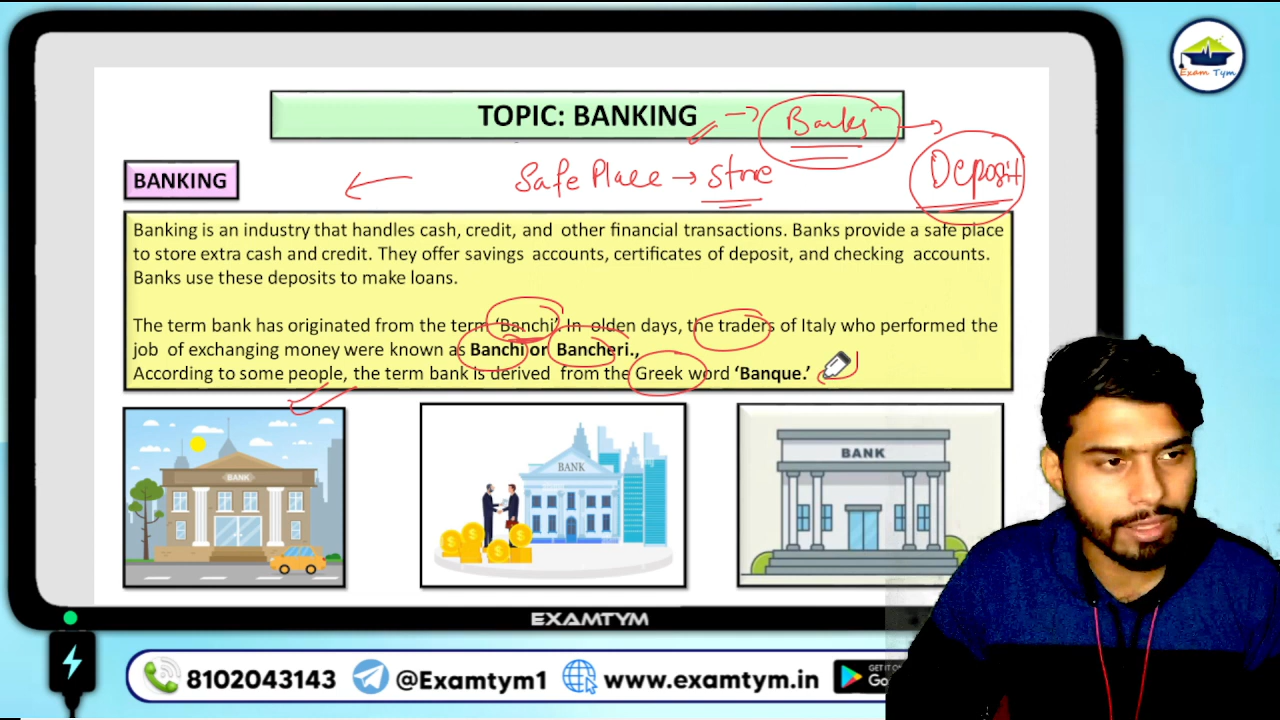 Exam Tym
TOPIC: BANKING
Banks
Deposit
Safe Place → Store
BANKING
Banking is an industry that handles cash, credit, and other financial transactions. Banks provide a safe place
to store extra cash and credit. They offer savings accounts, certificates of deposit, and checking accounts.
Banks use these deposits to make loans.
The term bank has originated from the term 'Banchi'. In olden days, the traders of Italy who performed the
job of exchanging money were known as Banchi or Bancheri.,
According to some people, the term bank is derived from the Greek word 'Banque.'
BANK
BANK
BANK
EXAMTYM
8102043143
@Examtym1
www.examtym.in
GET IT ON
Go